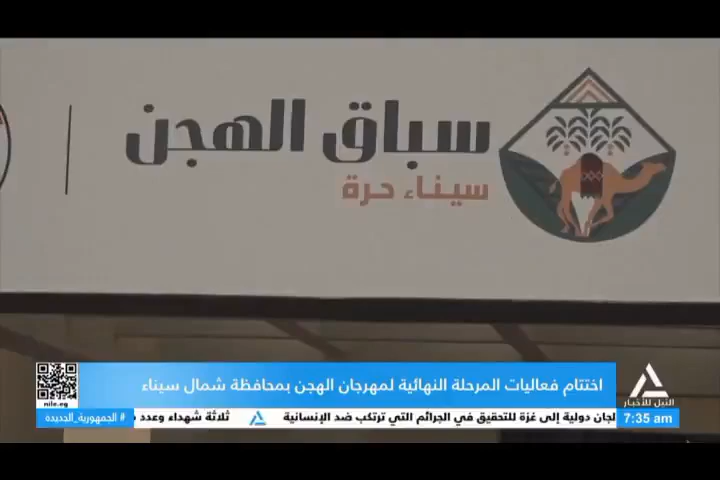 سباق الهجن
سيناء حرة
اختتام فعاليات المرحلة النهائية لمهرجان الهجن بمحافظة شمال سيناء
nile.eg
النيل للأخبار
7:35 am
لجان دولية إلى غزة للتحقيق في الجرائم التي ترتكب ضد الإنسانية
ثلاثة شهداء وعدد
# الجمهورية_الجديدة